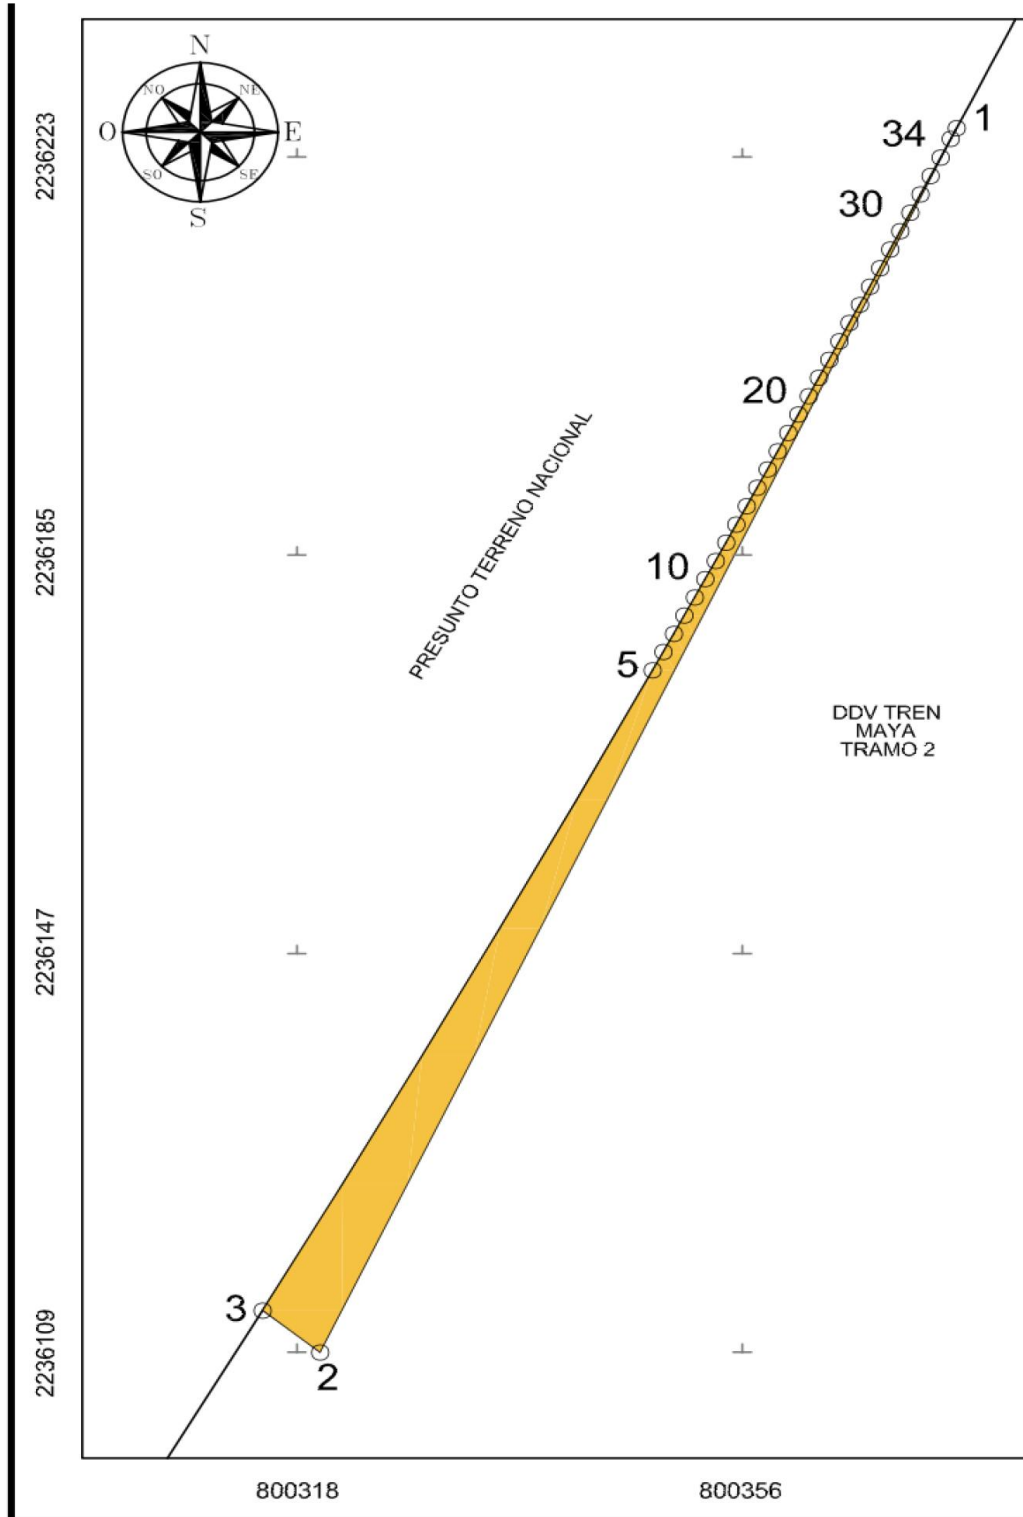 N
NO
NE
O
E
SO
SE
S
2236223
1
34
30
20
PRESUNTO TERRENO NACIONAL
2236185
10
5
DDV TREN
MAYA
TRAMO 2
2236147
3
2236109
2
800318
800356